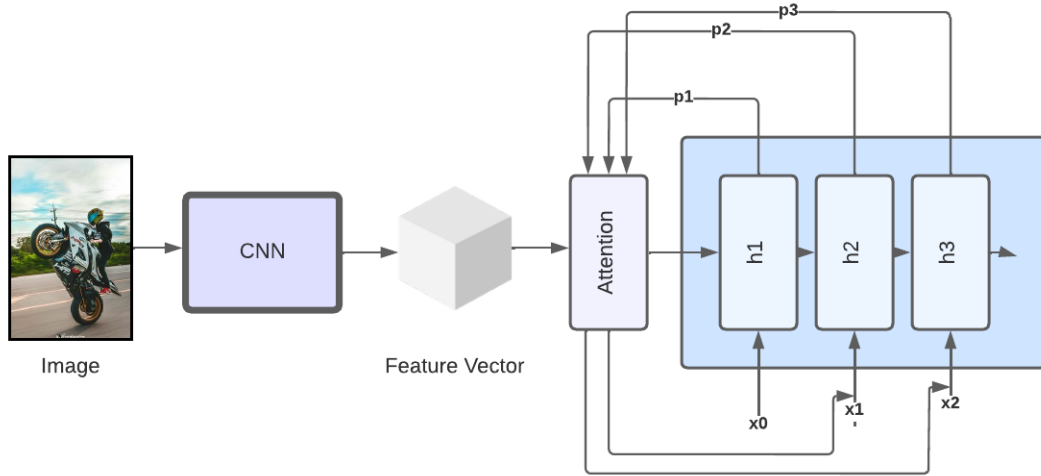 p3
p2
p1
CNN
Attention
h1
h2
h3
Image
Feature Vector
x0
x1
x2